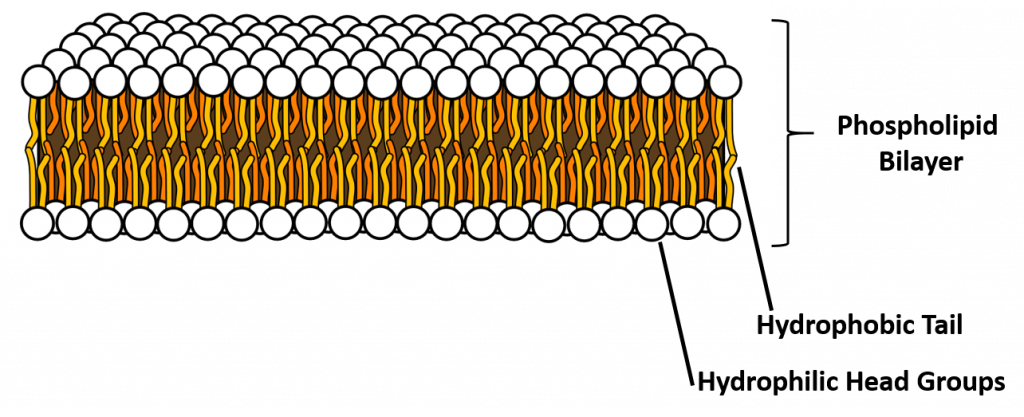 Phospholipid
Bilayer
Hydrophobic Tail
Hydrophilic Head Groups